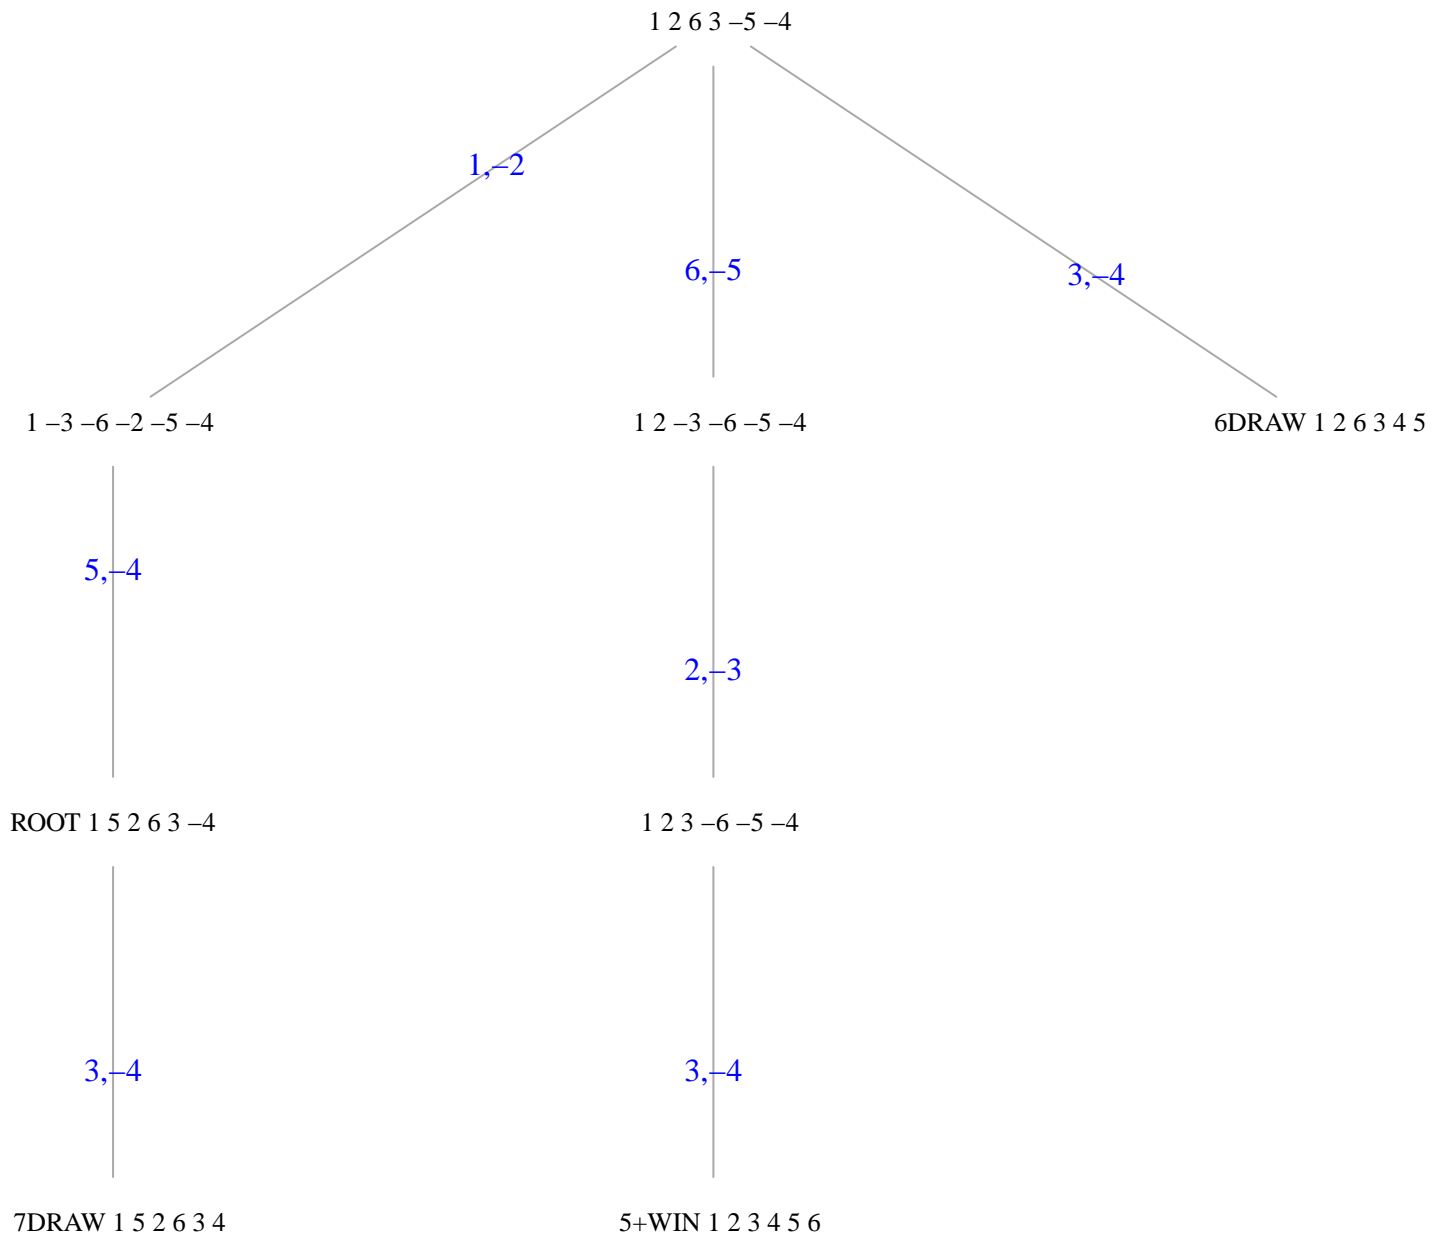 1 2 6 3 –5 –4
1,–2
6,–5
3,–4
1 –3 –6 –2 –5 –4
1 2 –3 –6 –5 –4
6DRAW 1 2 6 3 4 5
5,–4
2,–3
ROOT 1 5 2 6 3 –4
1 2 3 –6 –5 –4
3,–4
3,–4
7DRAW 1 5 2 6 3 4
5+WIN 1 2 3 4 5 6